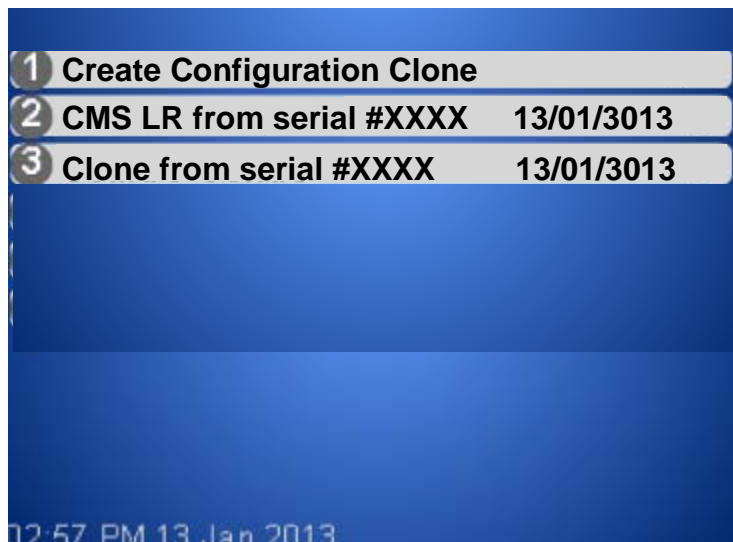 1 Create Configuration Clone
2 CMS LR from serial #XXXX 13/01/3013
3 Clone from serial #XXXX 13/01/3013
02:57 PM 13 Jan 2013